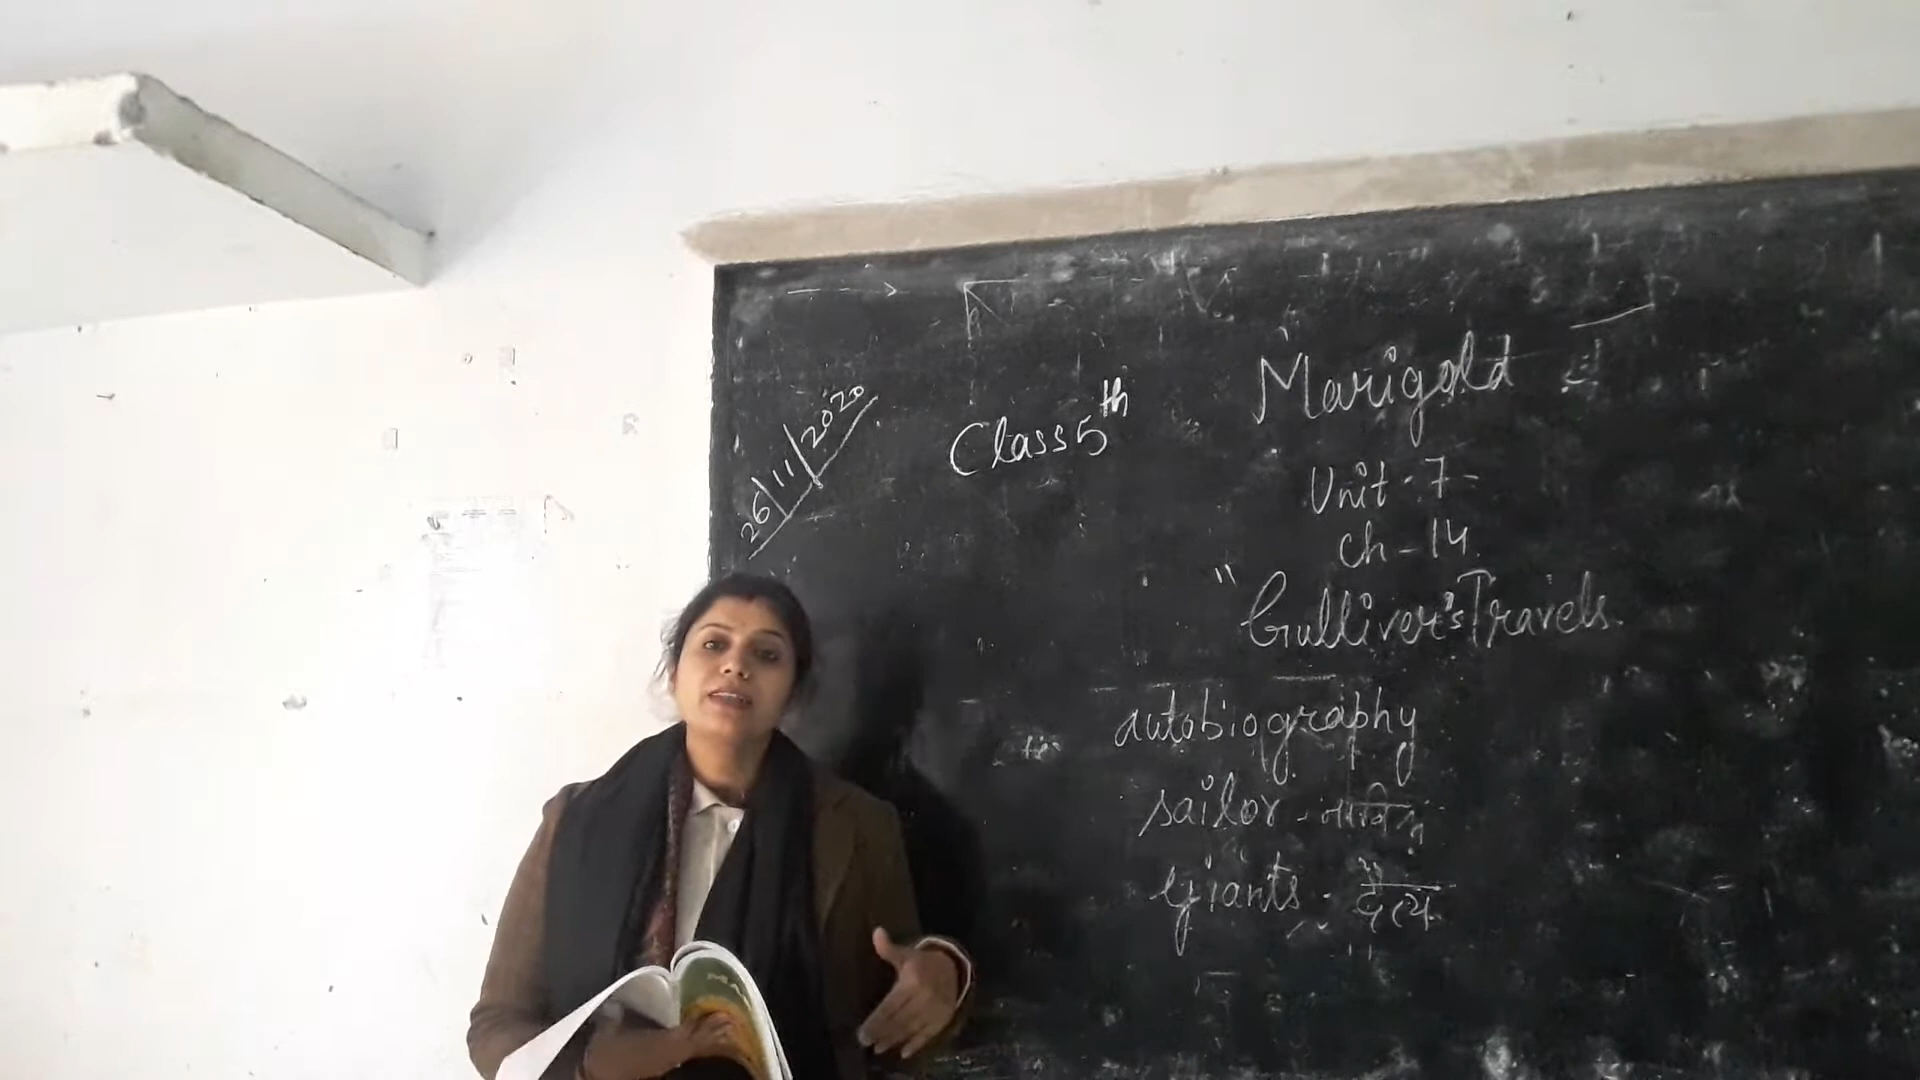 26/11/2020
Class 5th
Marigold
Unit-7
Ch-14
"Gulliver's Travels
autobiography
sailor - नाविक
giants - दैत्य